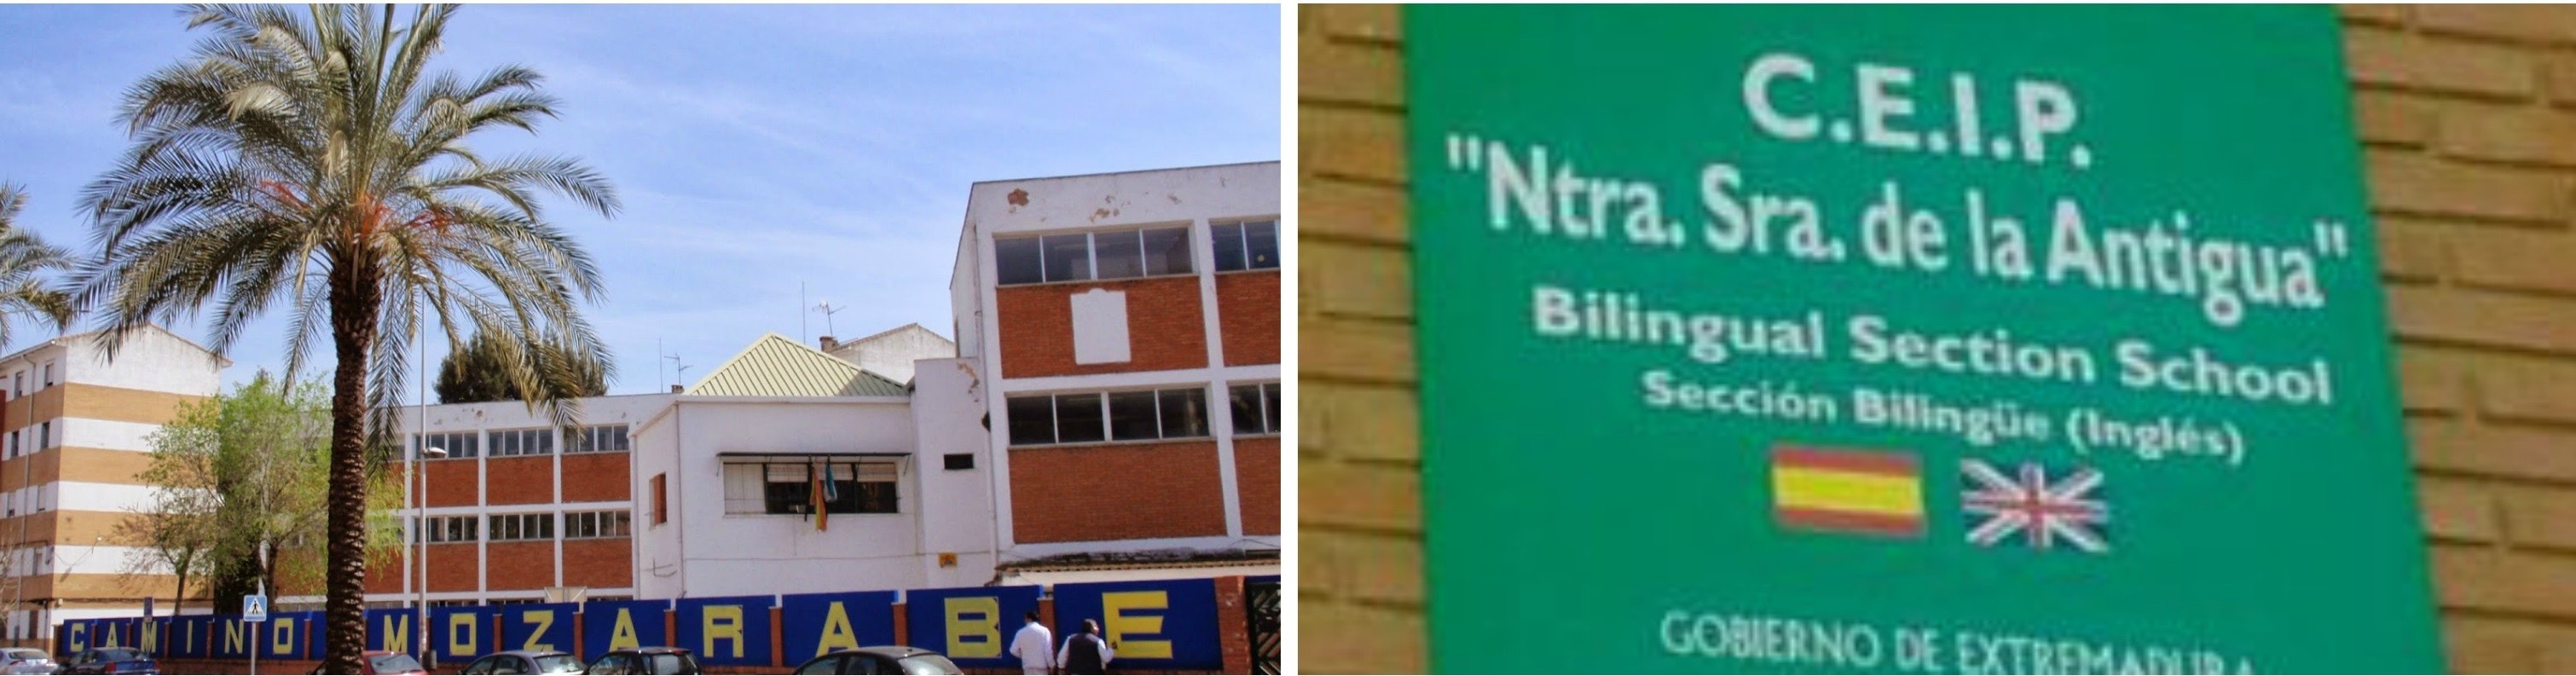 CAMINO MOZARABE
C.E.I.P.
"Ntra. Sra. de la Antigua"
Bilingual Section School
Sección Bilingüe (Inglés)
GOBIERNO DE EXTREMADURA